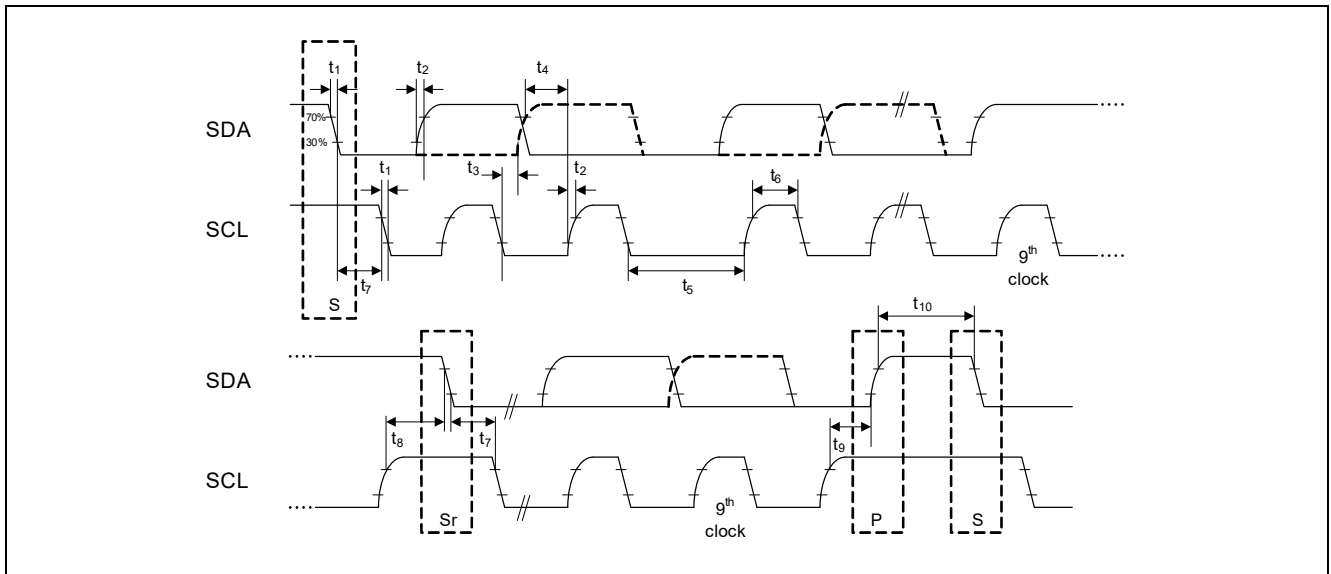 t1 t2 t4
SDA 70%
30%
t1 t3 t2 t6
SCL
9th
clock
t7 t5
S
t10
SDA
t8 t7 t9
SCL
9th
clock
Sr P S